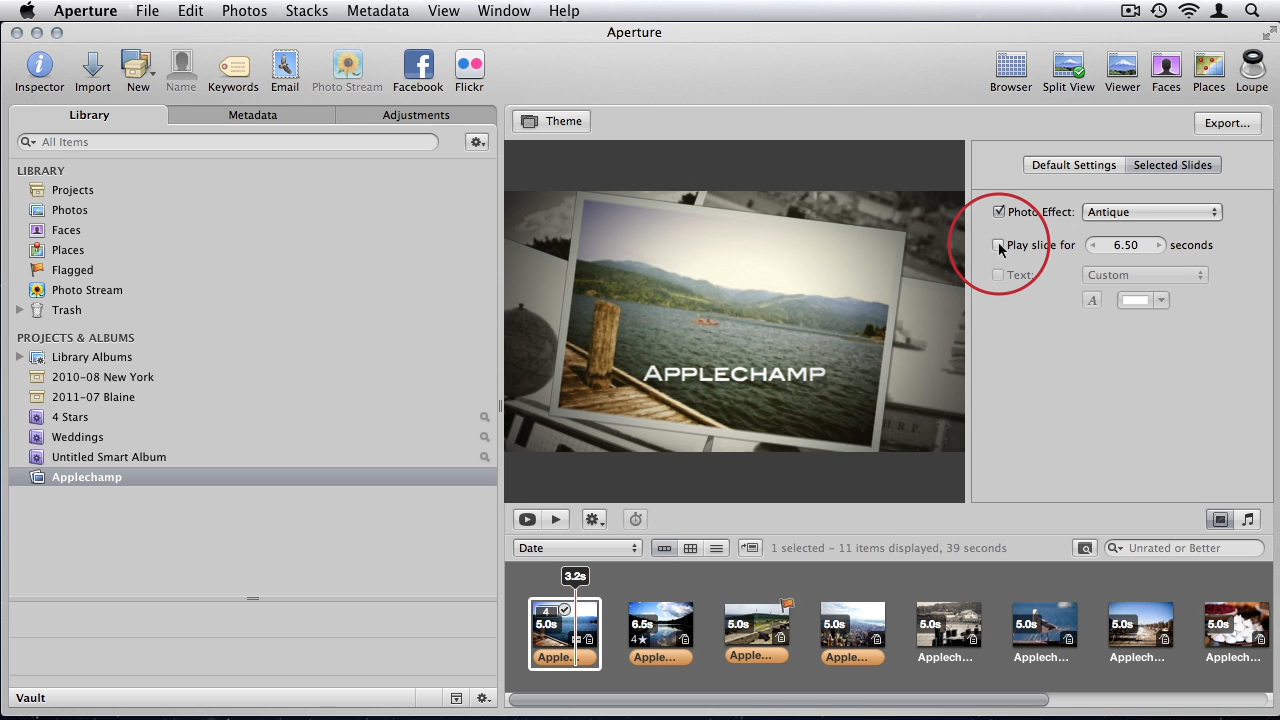 Aperture File Edit Photos Stacks Metadata View Window Help
Aperture
Inspector Import New Name Keywords Email Photo Stream Facebook Flickr Browser Split View Viewer Faces Places Loupe
Library Metadata Adjustments
Theme
Export...
All Items
Default Settings Selected Slides
LIBRARY
Projects
Photos
Faces
Places
Flagged
Photo Stream
Trash
PROJECTS & ALBUMS
Library Albums
2010-08 New York
2011-07 Blaine
4 Stars
Weddings
Untitled Smart Album
Applechamp
Vault
APPLECHAMP
Photo Effect: Antique
Play slide for 6.50 seconds
Text: Custom
A
Date
1 selected - 11 items displayed, 39 seconds
Unrated or Better
3.2s
4
5.0s 6.5s 5.0s 5.0s 5.0s 5.0s 5.0s 5.0s
4★
Apple... Apple... Apple... Apple... Applech... Applech... Applech... Applech...